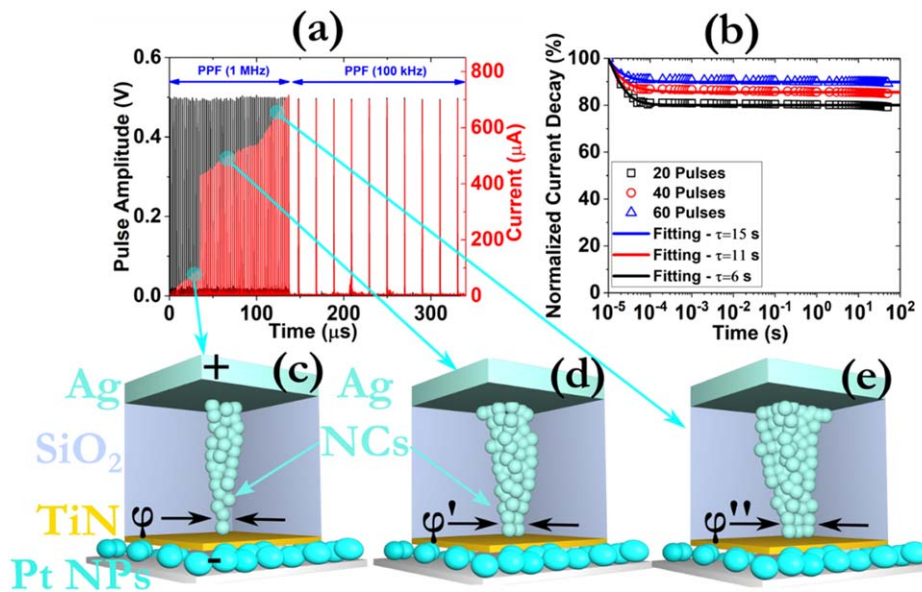 (a)
PPF (1 MHz)
PPF (100 kHz)
Pulse Amplitude (V)
0.6
0.4
0.2
0.0
800
600
400
200
0
Current (μA)
0
100
200
300
Time (μs)
(b)
Normalized Current Decay (%)
100
80
60
40
20
0
20 Pulses
40 Pulses
60 Pulses
Fitting - τ=15 s
Fitting - τ=11 s
Fitting - τ=6 s
10⁻⁵ 10⁻⁴ 10⁻³ 10⁻² 10⁻¹ 10⁰ 10¹ 10²
Time (s)
(c)
+
Ag
SiO₂
TiN
Pt NPs
φ
-
(d)
Ag
NCs
φ'
(e)
φ''